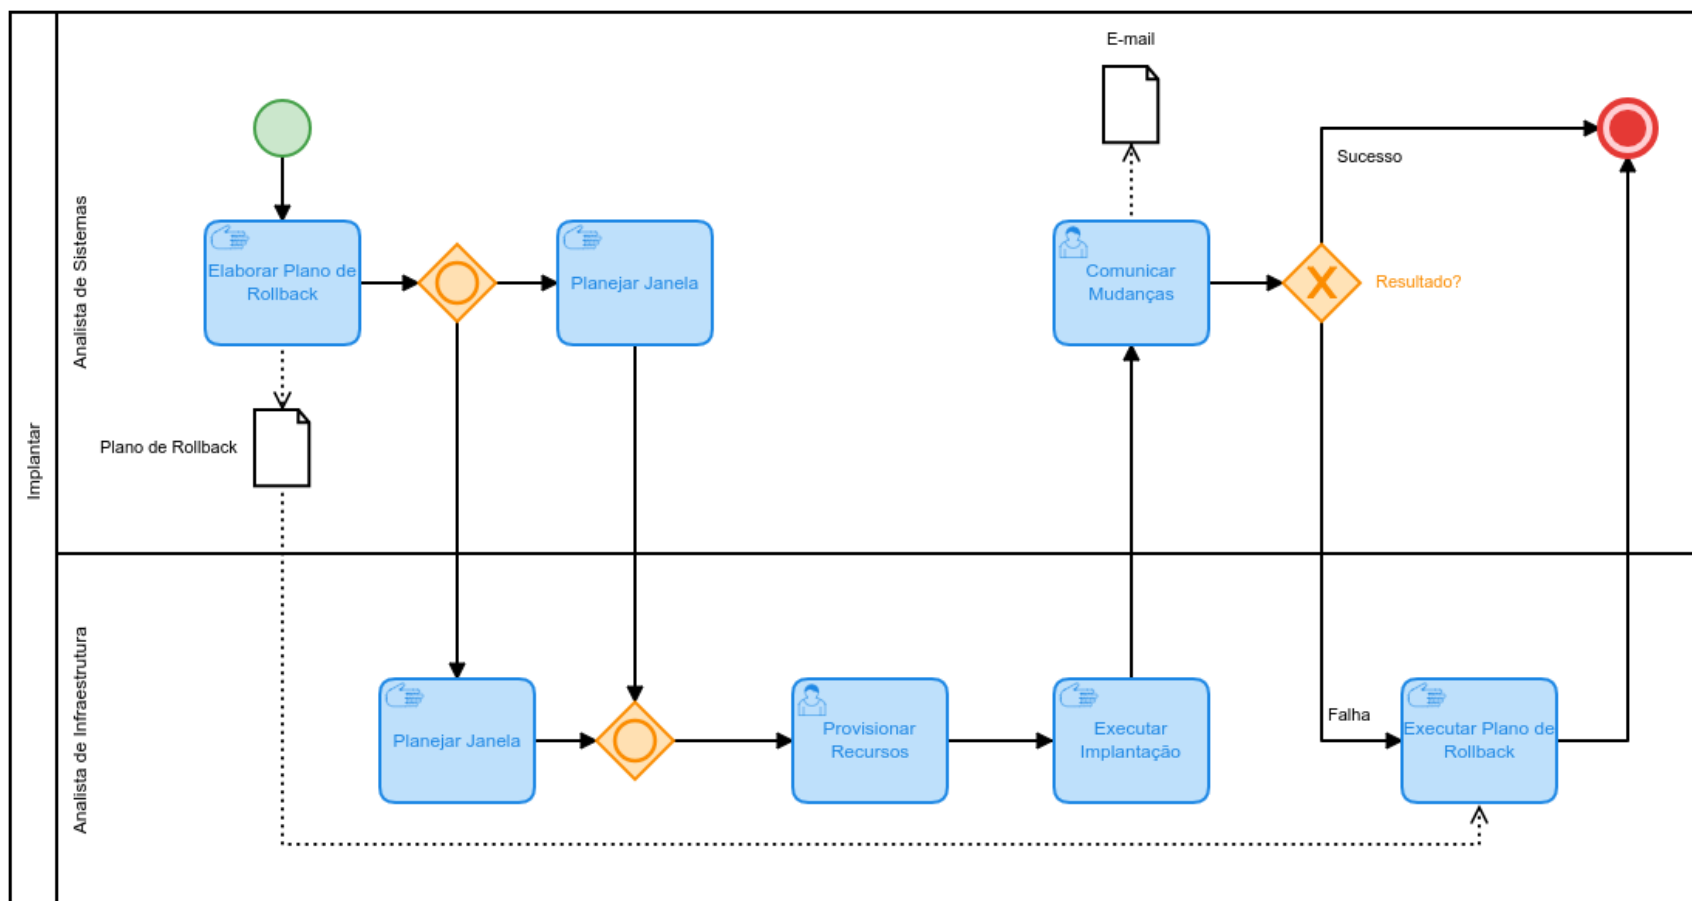 Implantar
Analista de Sistemas
E-mail
Sucesso
Elaborar Plano de
Rollback
Planejar Janela
Comunicar
Mudanças
Resultado?
Plano de Rollback
Analista de Infraestrutura
Falha
Planejar Janela
Provisionar
Recursos
Executar
Implantação
Executar Plano de
Rollback